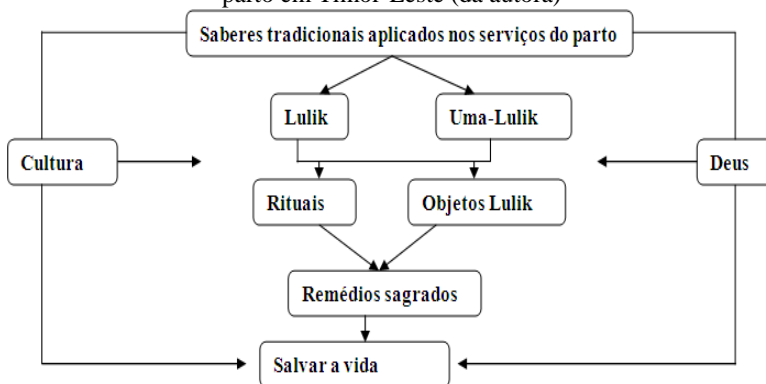 parto em Timor-Leste (da autora)
Saberes tradicionais aplicados nos serviços do parto
Lulik
Uma-Lulik
Cultura
Deus
Rituais
Objetos Lulik
Remédios sagrados
Salvar a vida